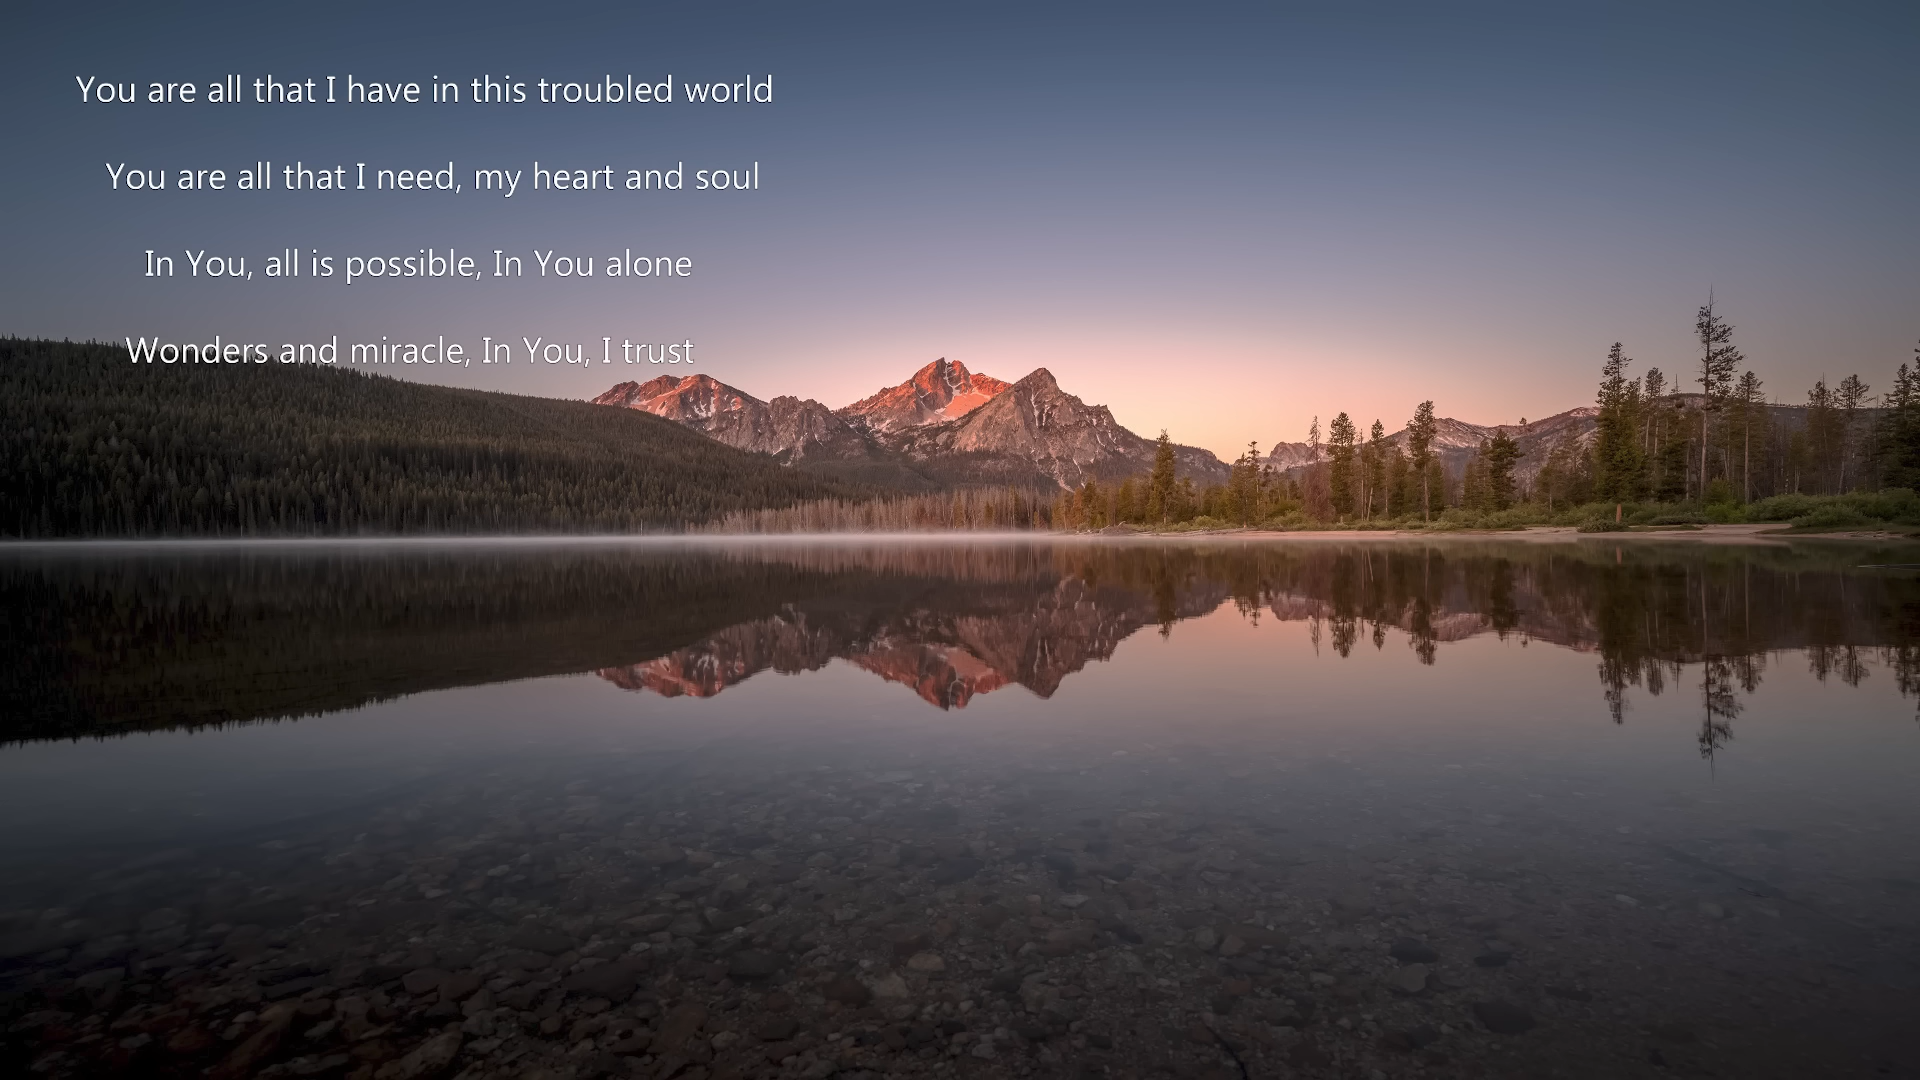 You are all that I have in this troubled world
You are all that I need, my heart and soul
In You, all is possible, In You alone
Wonders and miracle, In You, I trust